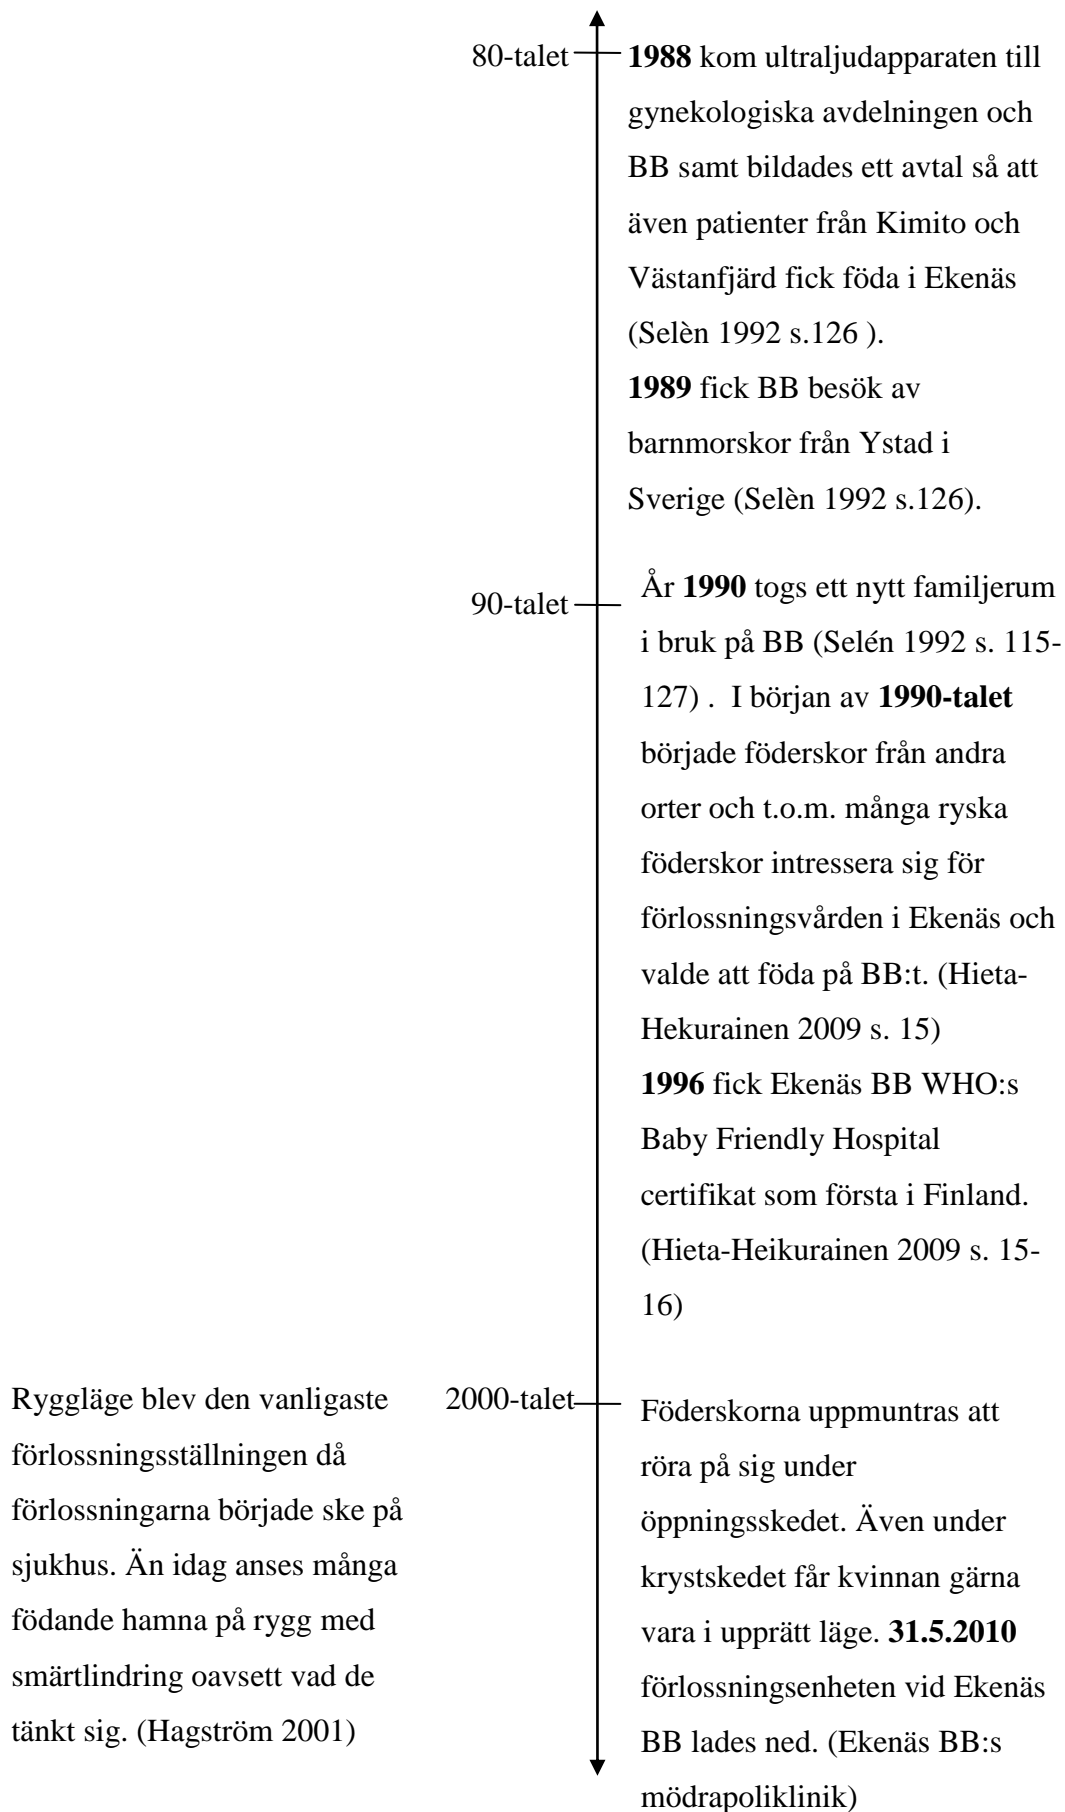 80-talet
1988 kom ultraljudapparaten till
gynekologiska avdelningen och
BB samt bildades ett avtal så att
även patienter från Kimito och
Västanfjärd fick föda i Ekenäs
(Selèn 1992 s.126 ).
1989 fick BB besök av
barnmorskor från Ystad i
Sverige (Selèn 1992 s.126).
90-talet
År 1990 togs ett nytt familjerum
i bruk på BB (Selén 1992 s. 115-
127) . I början av 1990-talet
började föderskor från andra
orter och t.o.m. många ryska
föderskor intressera sig för
förlossningsvården i Ekenäs och
valde att föda på BB:t. (Hieta-
Hekurainen 2009 s. 15)
1996 fick Ekenäs BB WHO:s
Baby Friendly Hospital
certifikat som första i Finland.
(Hieta-Heikurainen 2009 s. 15-
16)
Ryggläge blev den vanligaste
förlossningsställningen då
förlossningarna började ske på
sjukhus. Än idag anses många
födande hamna på rygg med
smärtlindring oavsett vad de
tänkt sig. (Hagström 2001)
2000-talet
Föderskorna uppmuntras att
röra på sig under
öppningsskedet. Även under
krystskedet får kvinnan gärna
vara i upprätt läge. 31.5.2010
förlossningsenheten vid Ekenäs
BB lades ned. (Ekenäs BB:s
mödrapoliklinik)